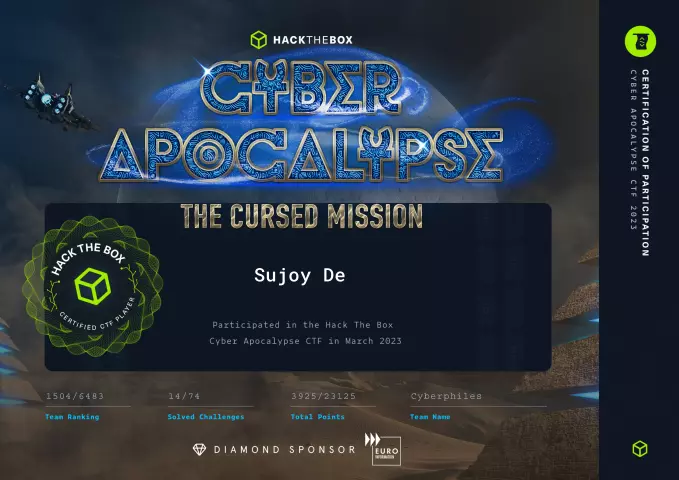 HACKTHEBOX
CYBER
APOCALYPSE
THE CURSED MISSION
HACK THE BOX
CERTIFIED CTF PLAYER
Sujoy De
Participated in the Hack The Box
Cyber Apocalypse CTF in March 2023
1504/6483
Team Ranking
14/74
Solved Challenges
3925/23125
Total Points
Cyberphiles
Team Name
DIAMOND SPONSOR
EURO
INFORMATION
CERTIFICATION OF PARTICIPATION
CYBER APOCALYPSE CTF 2023